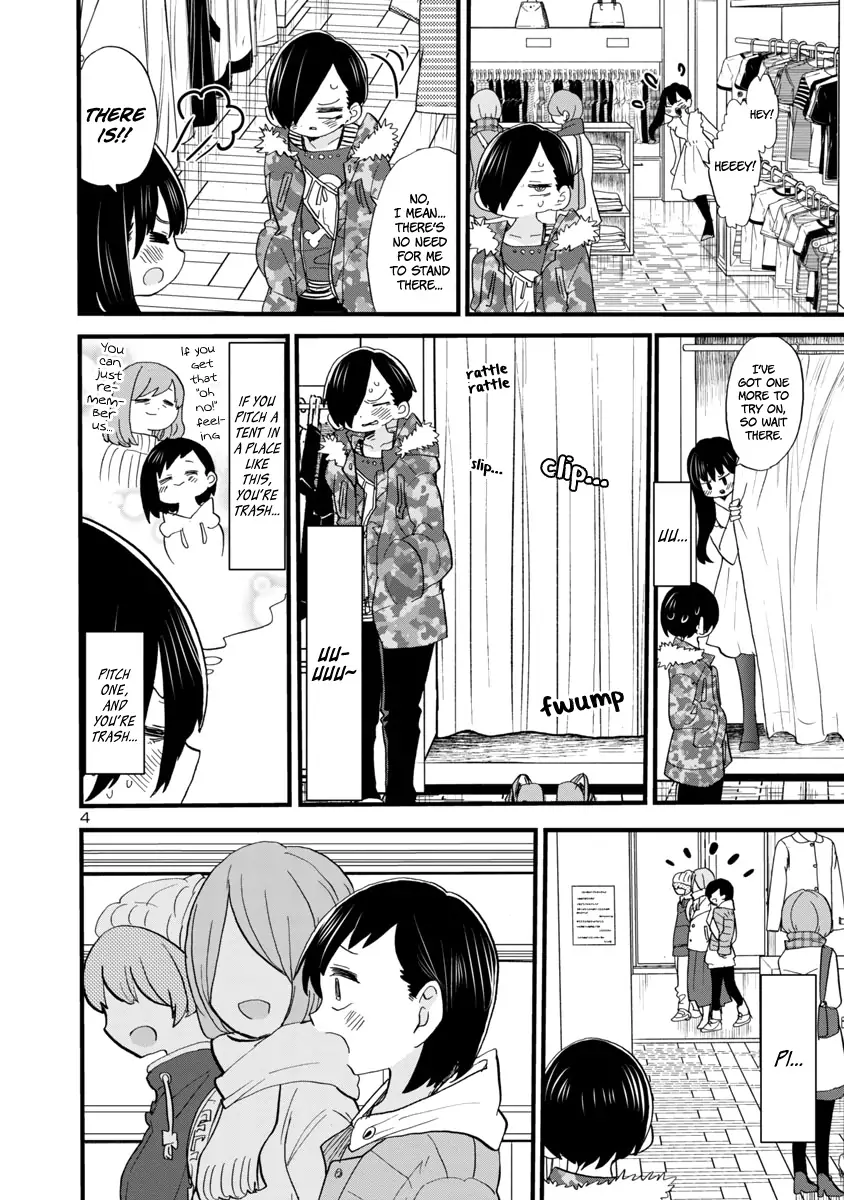 HEY!
HEEEY!
NO,
I MEAN...
THERE'S
NO NEED
FOR ME
TO STAND
THERE...
THERE
IS!!
I'VE
GOT ONE
MORE TO
TRY ON,
SO WAIT
THERE.
UU...
rattle
rattle
slip...
clip...
fwump
UU-
UUU~
IF YOU
PITCH A
TENT IN
A PLACE
LIKE
THIS,
YOU'RE
TRASH...
If you
get
that
"oh
no!"
feel-
ing
You
can
just
re-
mem-
ber
us...
PITCH
ONE,
AND
YOU'RE
TRASH...
4
PI...